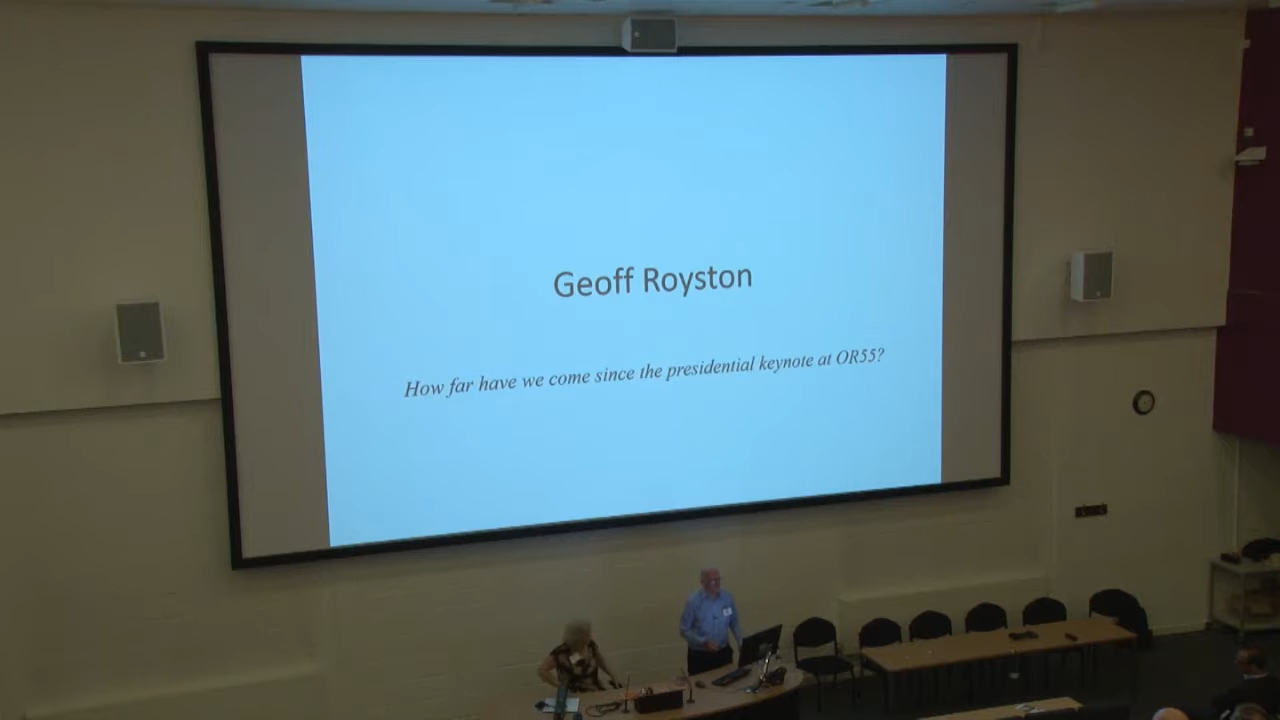 Geoff Royston
How far have we come since the presidential keynote at OR55?